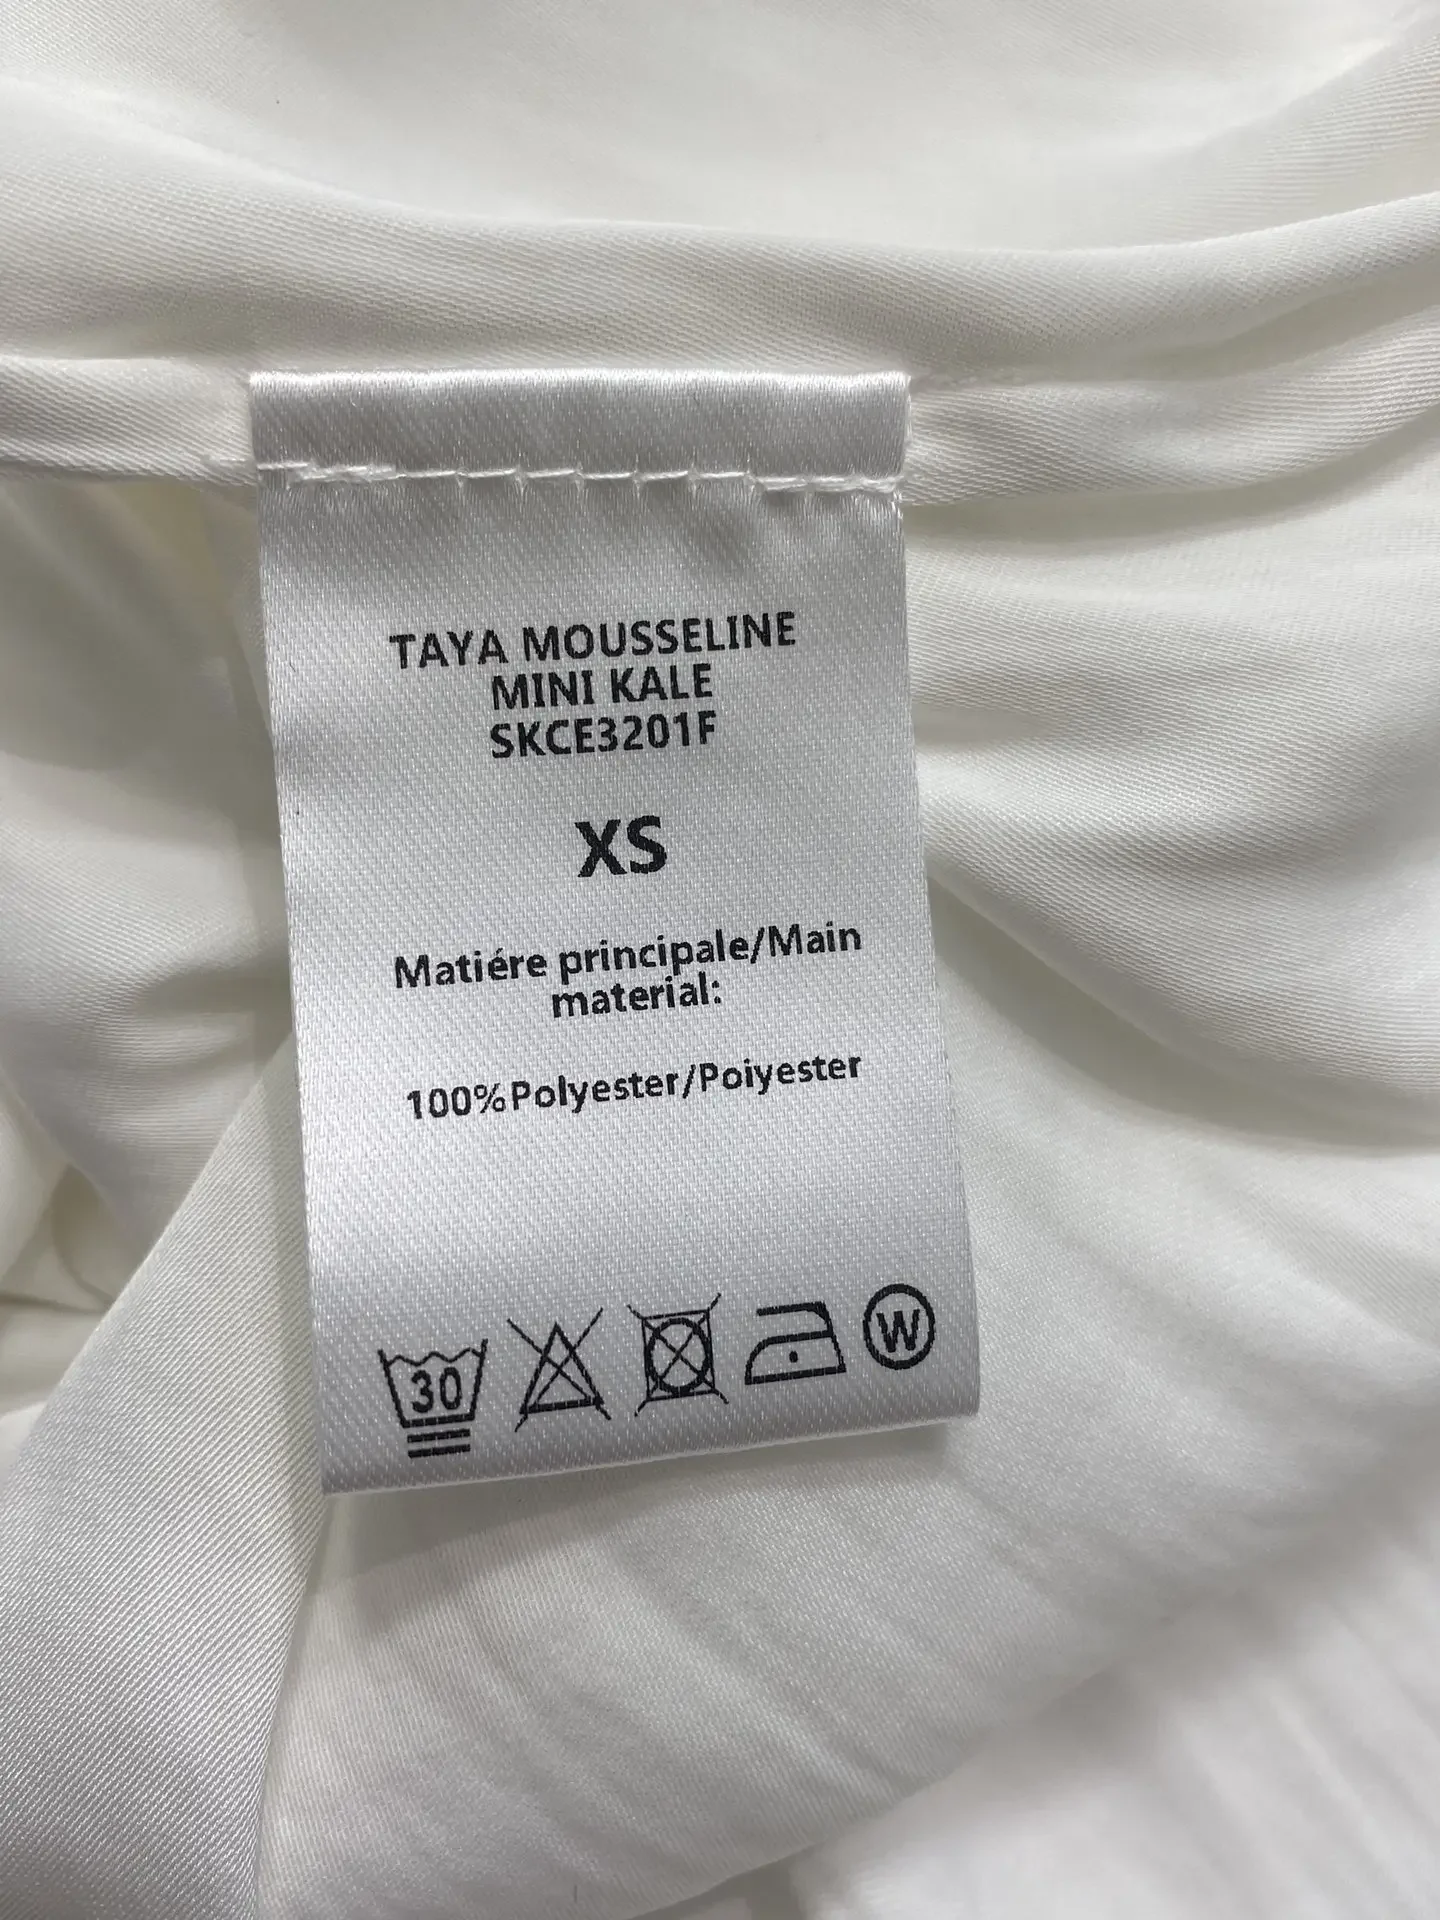 TAYA MOUSSELINE
MINI KALE
SKCE3201F
XS
Matiére principale/Main
material:
100%Polyester/Poiyester
30
W